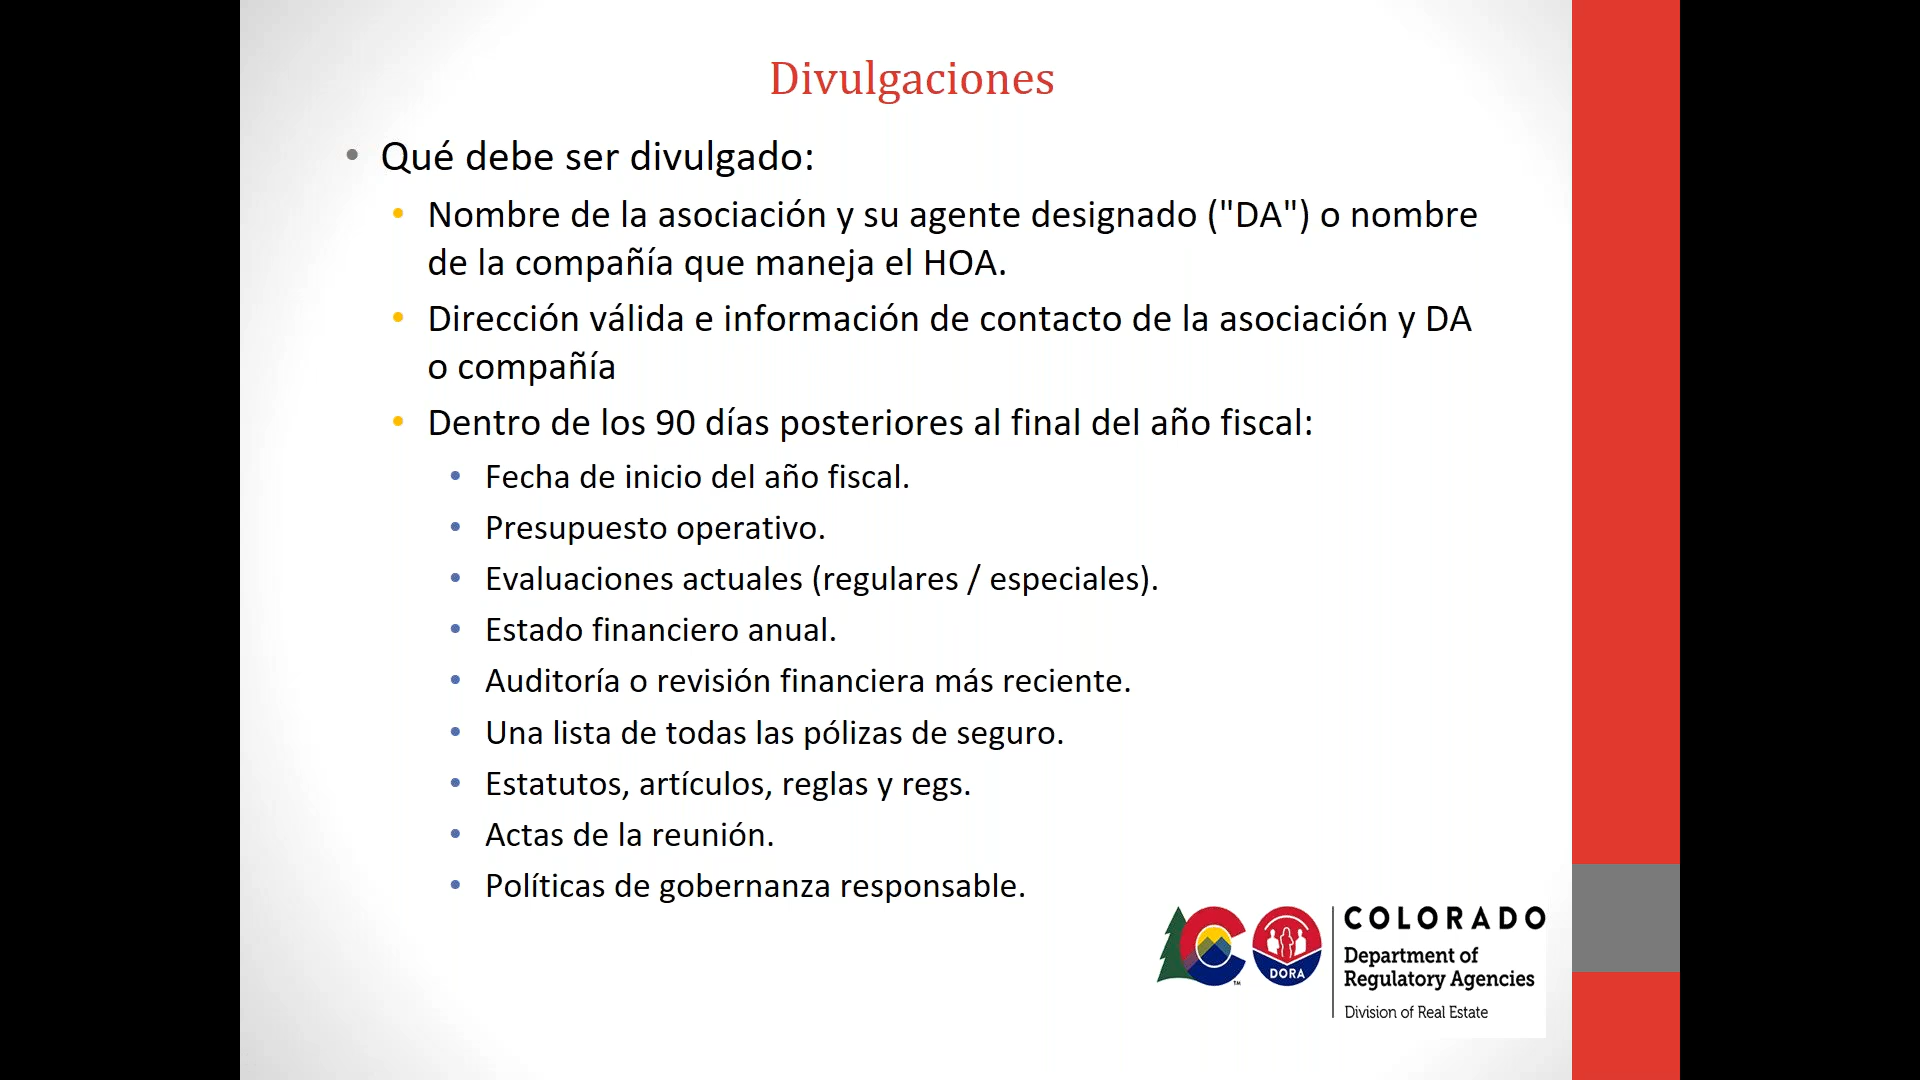 Divulgaciones
• Qué debe ser divulgado:
• Nombre de la asociación y su agente designado ("DA") o nombre
de la compañía que maneja el HOA.
• Dirección válida e información de contacto de la asociación y DA
o compañía
• Dentro de los 90 días posteriores al final del año fiscal:
• Fecha de inicio del año fiscal.
• Presupuesto operativo.
• Evaluaciones actuales (regulares / especiales).
• Estado financiero anual.
• Auditoría o revisión financiera más reciente.
• Una lista de todas las pólizas de seguro.
• Estatutos, artículos, reglas y regs.
• Actas de la reunión.
• Políticas de gobernanza responsable.
TM
DORA
COLORADO
Department of
Regulatory Agencies
Division of Real Estate